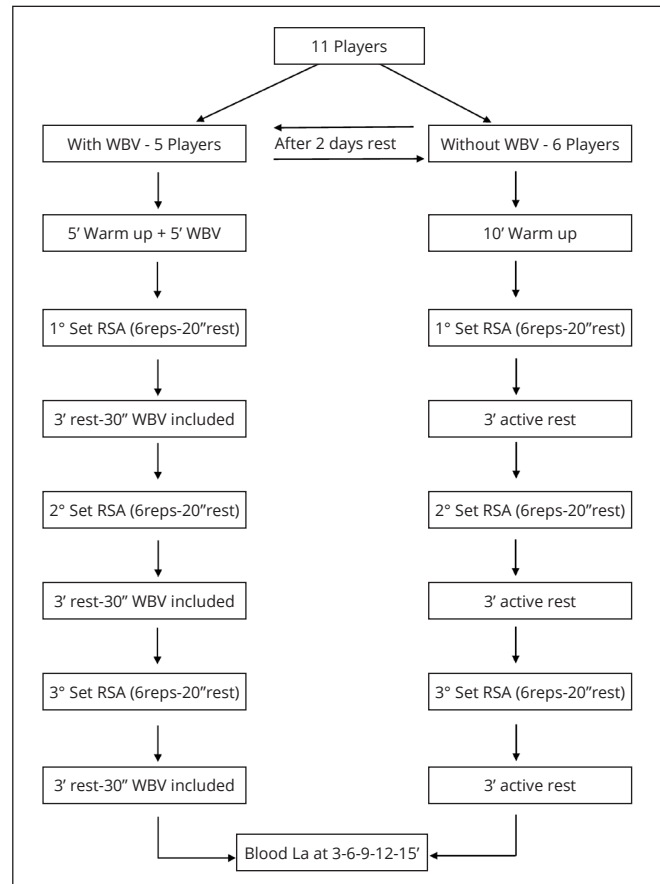 11 Players
With WBV - 5 Players
After 2 days rest
Without WBV - 6 Players
5’ Warm up + 5’ WBV
10’ Warm up
1° Set RSA (6reps-20”rest)
1° Set RSA (6reps-20”rest)
3’ rest-30” WBV included
3’ active rest
2° Set RSA (6reps-20”rest)
2° Set RSA (6reps-20”rest)
3’ rest-30” WBV included
3’ active rest
3° Set RSA (6reps-20”rest)
3° Set RSA (6reps-20”rest)
3’ rest-30” WBV included
3’ active rest
Blood La at 3-6-9-12-15’